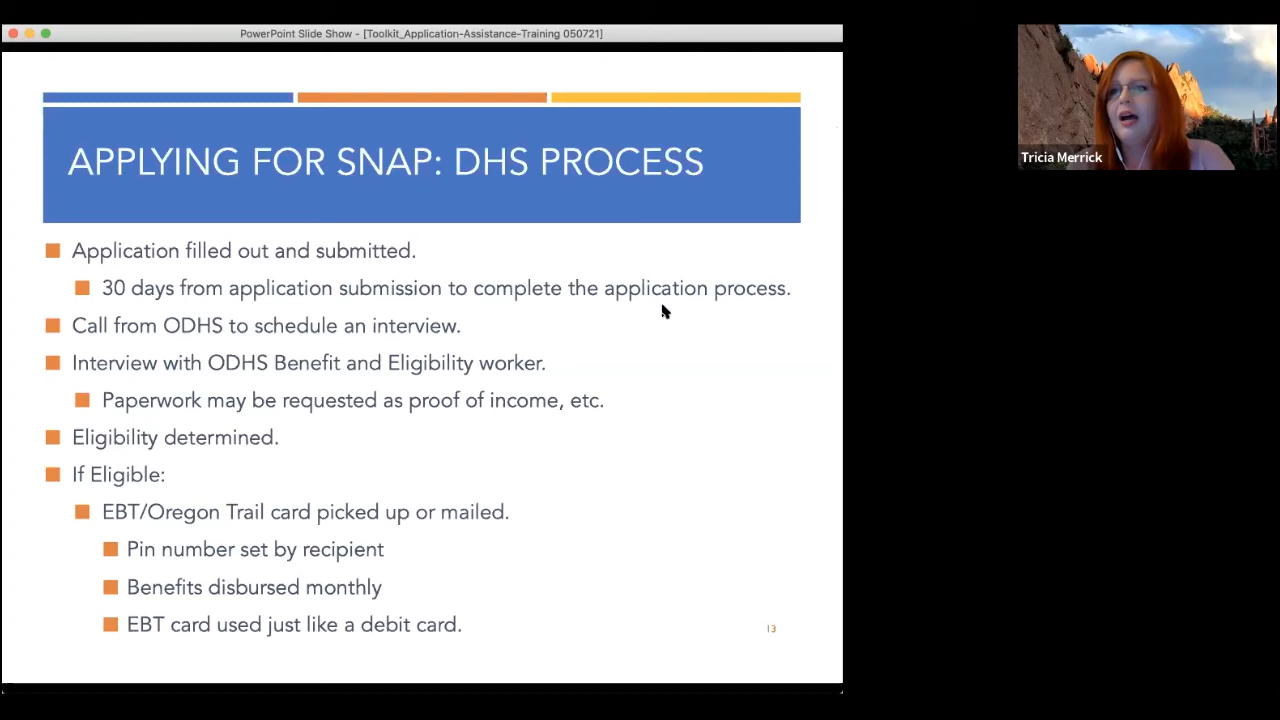 PowerPoint Slide Show - [Toolkit_Application-Assistance-Training 050721]
APPLYING FOR SNAP: DHS PROCESS
Application filled out and submitted.
30 days from application submission to complete the application process.
Call from ODHS to schedule an interview.
Interview with ODHS Benefit and Eligibility worker.
Paperwork may be requested as proof of income, etc.
Eligibility determined.
If Eligible:
EBT/Oregon Trail card picked up or mailed.
Pin number set by recipient
Benefits disbursed monthly
EBT card used just like a debit card.
13
Tricia Merrick